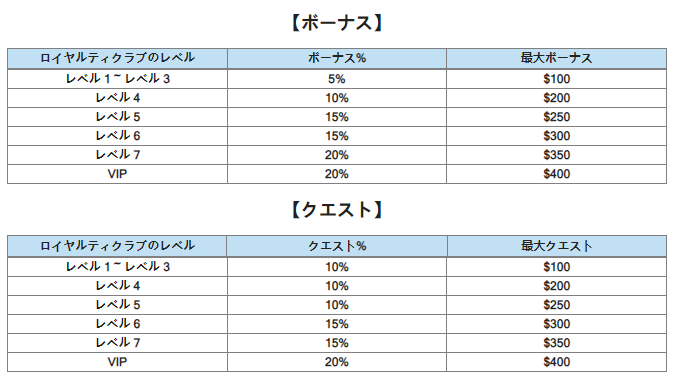 【ボーナス】
ロイヤルティクラブのレベル ボーナス% 最大ボーナス
レベル 1 ~ レベル 3 5% $100
レベル 4 10% $200
レベル 5 15% $250
レベル 6 15% $300
レベル 7 20% $350
VIP 20% $400
【クエスト】
ロイヤルティクラブのレベル クエスト% 最大クエスト
レベル 1 ~ レベル 3 10% $100
レベル 4 10% $200
レベル 5 10% $250
レベル 6 15% $300
レベル 7 15% $350
VIP 20% $400